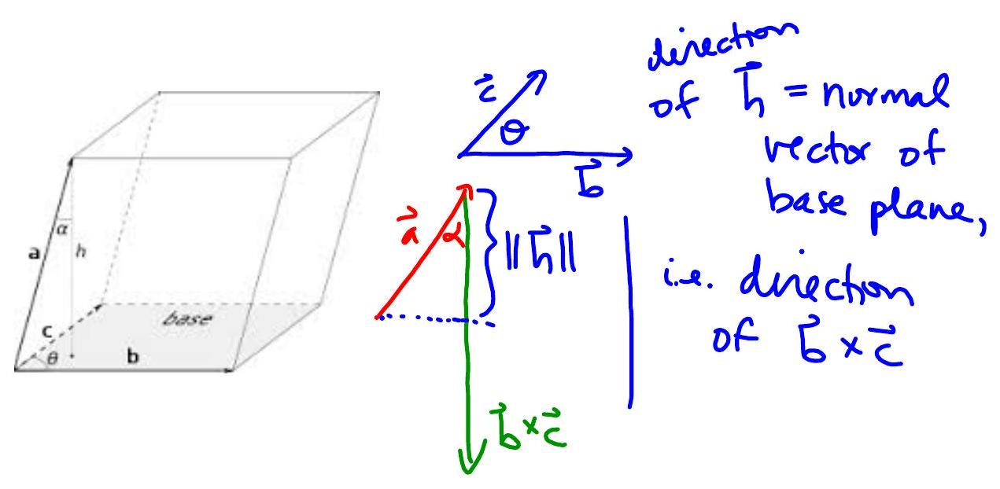 α
a
h
c
base
θ
b
c⃗
θ
b⃗
a⃗
α
||h⃗||
b⃗ × c⃗
direction
of h⃗ = normal
vector of
base plane,
i.e. direction
of b⃗ × c⃗